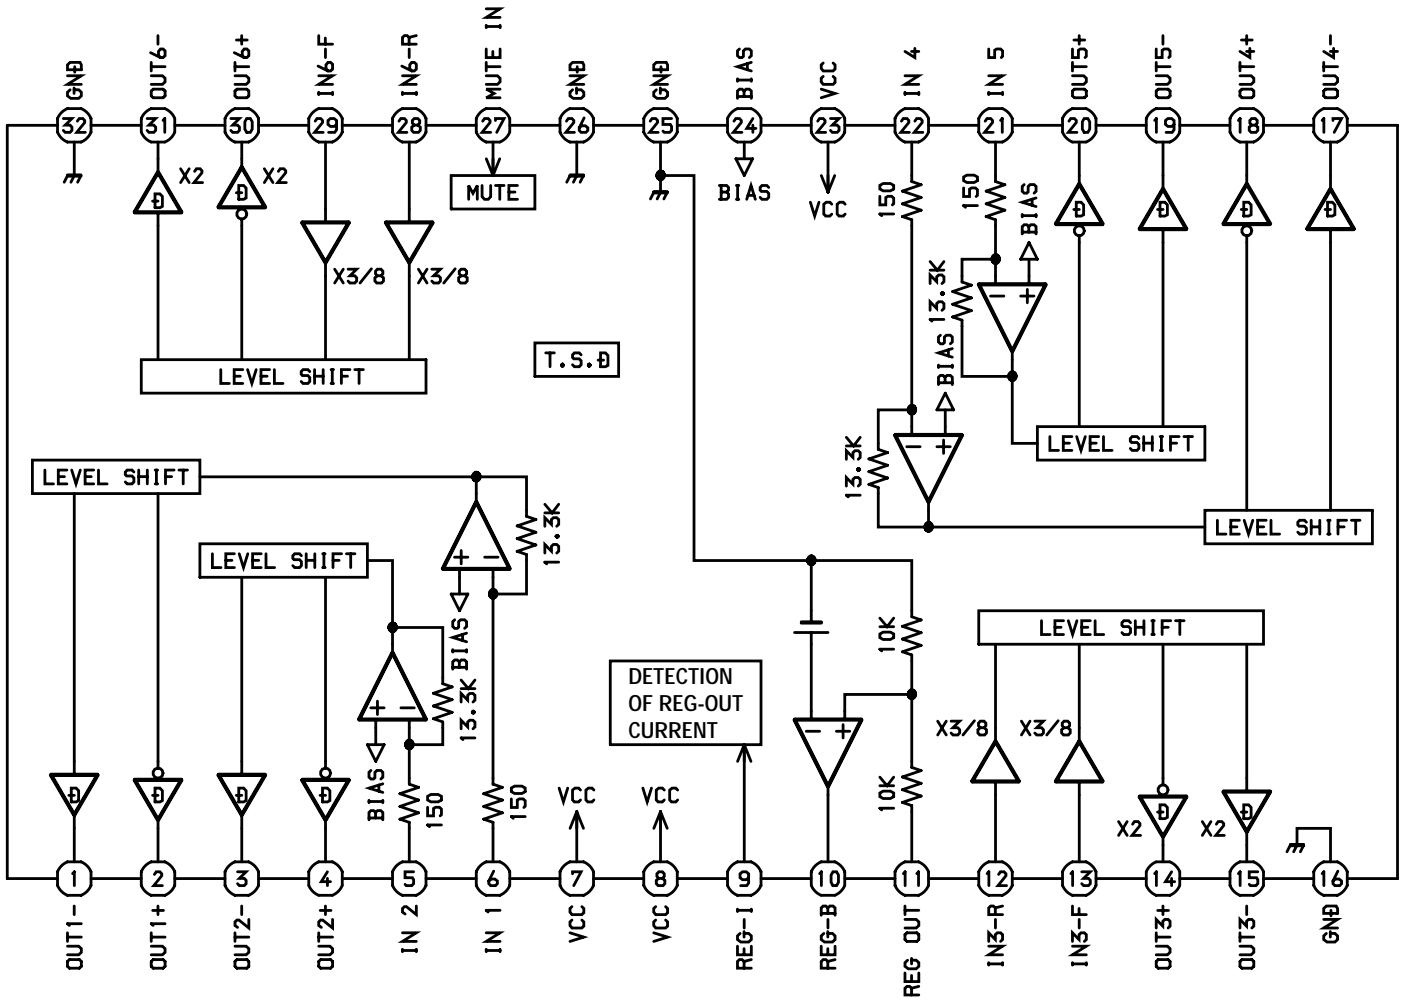 GND
OUT6-
OUT6+
IN6-F
IN6-R
MUTE IN
GND
GND
BIAS
VCC
IN 4
IN 5
OUT5+
OUT5-
OUT4+
OUT4-
32
31
30
29
28
27
26
25
24
23
22
21
20
19
18
17
X2
X2
D
D
MUTE
BIAS
VCC
150
150
BIAS
D
D
D
D
X3/8
X3/8
13.3K
- +
LEVEL SHIFT
T.S.D
BIAS
LEVEL SHIFT
13.3K
- +
LEVEL SHIFT
LEVEL SHIFT
13.3K
+ -
LEVEL SHIFT
BIAS
13.3K
+ -
BIAS
150
150
10K
LEVEL SHIFT
DETECTION
OF REG-OUT
CURRENT
- +
10K
X3/8
X3/8
D
D
D
D
VCC
VCC
X2
D
X2
D
1
2
3
4
5
6
7
8
9
10
11
12
13
14
15
16
OUT1-
OUT1+
OUT2-
OUT2+
IN 2
IN 1
VCC
VCC
REG-I
REG-B
REG OUT
IN3-R
IN3-F
OUT3+
OUT3-
GND